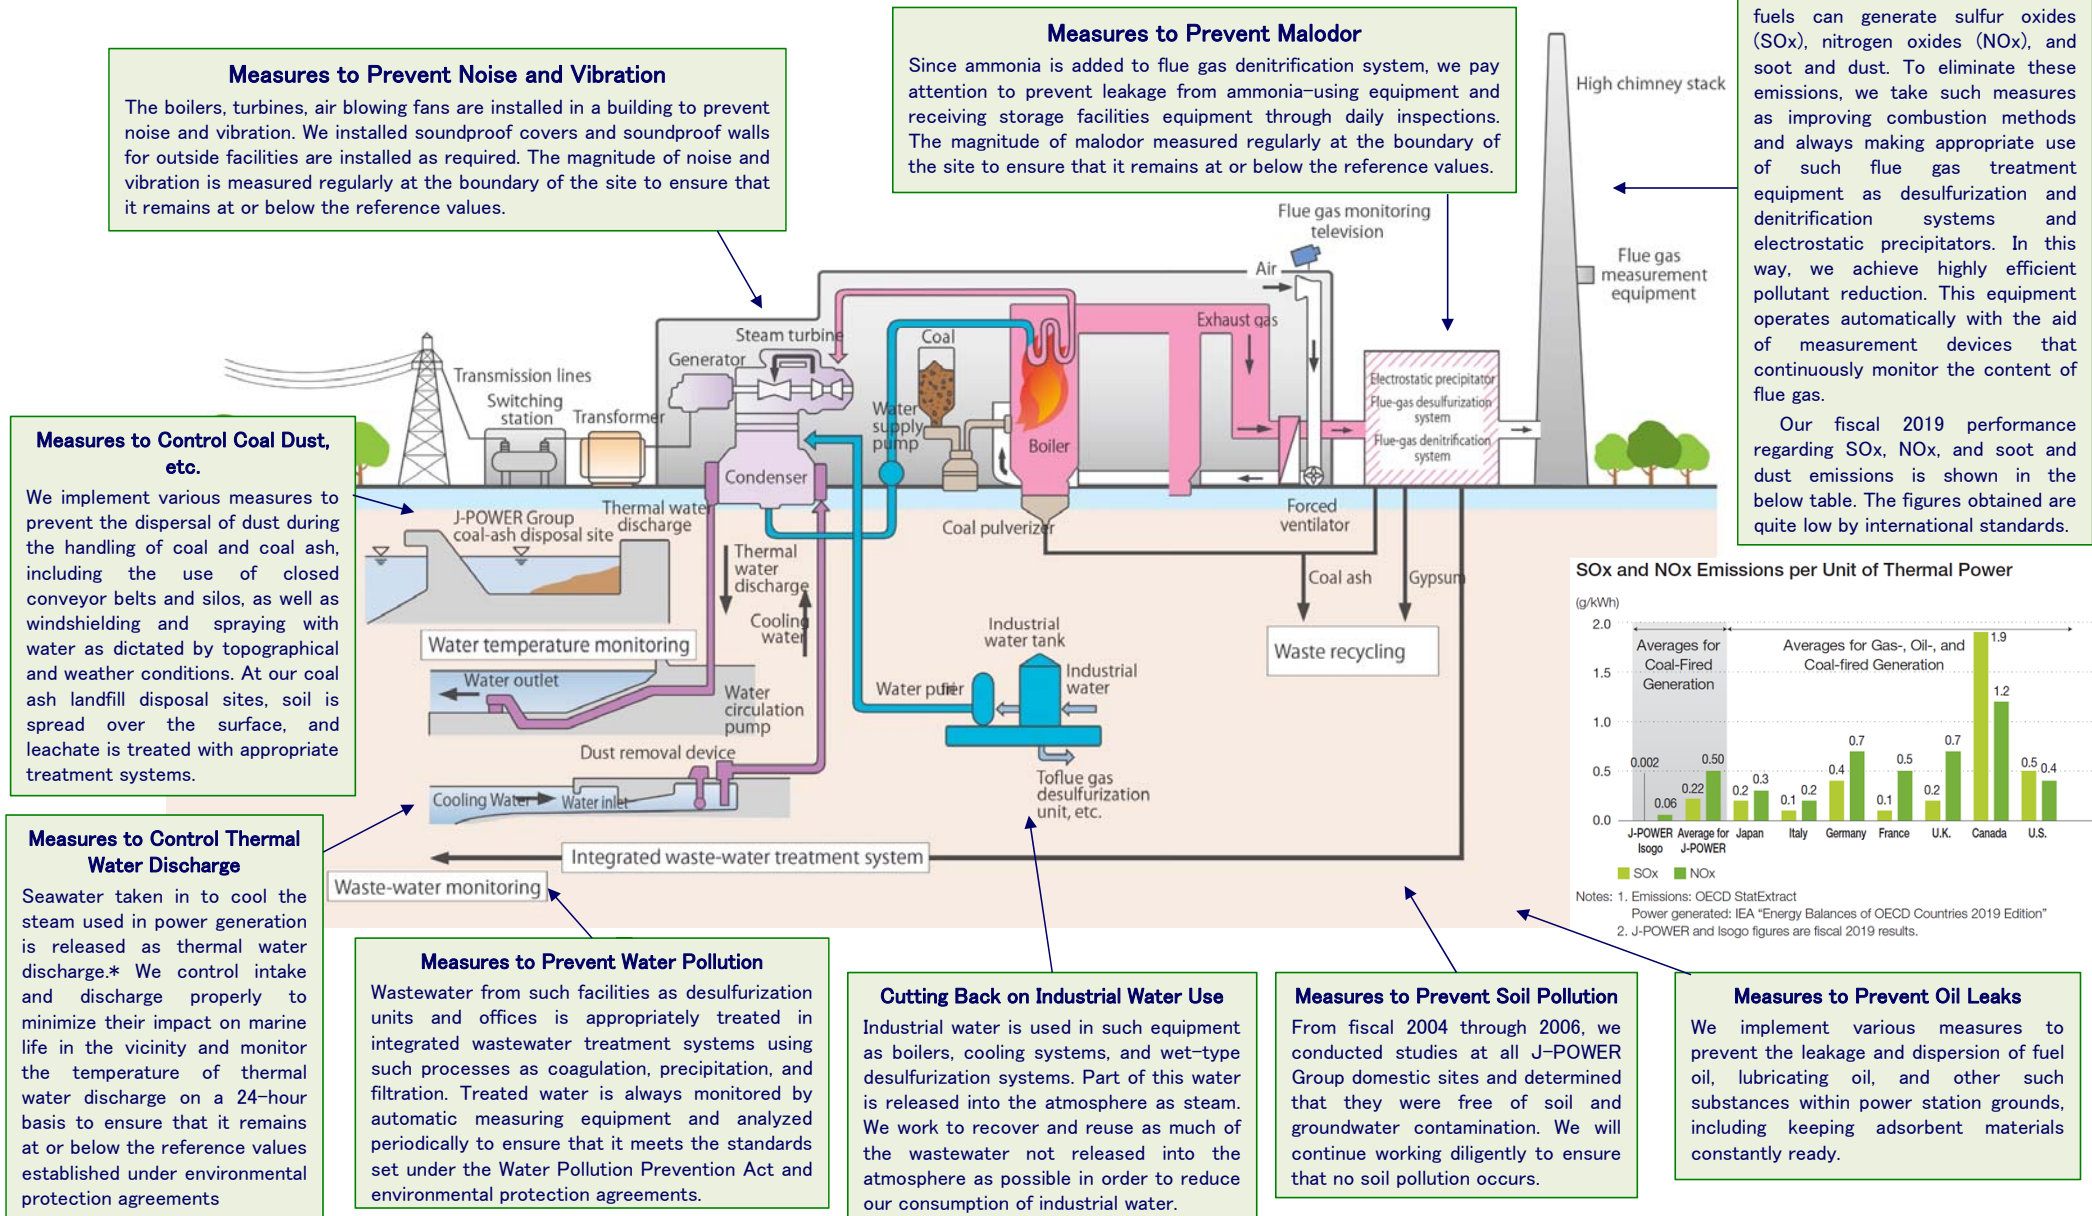 Measures to Prevent Noise and Vibration
The boilers, turbines, air blowing fans are installed in a building to prevent
noise and vibration. We installed soundproof covers and soundproof walls
for outside facilities are installed as required. The magnitude of noise and
vibration is measured regularly at the boundary of the site to ensure that
it remains at or below the reference values.
Measures to Prevent Malodor
Since ammonia is added to flue gas denitrification system, we pay
attention to prevent leakage from ammonia-using equipment and
receiving storage facilities equipment through daily inspections.
The magnitude of malodor measured regularly at the boundary of
the site to ensure that it remains at or below the reference values.
fuels can generate sulfur oxides
(SOx), nitrogen oxides (NOx), and
soot and dust. To eliminate these
emissions, we take such measures
as improving combustion methods
and always making appropriate use
of such flue gas treatment
equipment as desulfurization and
denitrification systems and
electrostatic precipitators. In this
way, we achieve highly efficient
pollutant reduction. This equipment
operates automatically with the aid
of measurement devices that
continuously monitor the content of
flue gas.
Our fiscal 2019 performance
regarding SOx, NOx, and soot and
dust emissions is shown in the
below table. The figures obtained are
quite low by international standards.
High chimney stack
Flue gas monitoring
television
Flue gas
measurement
equipment
Air
Exhaust gas
Steam turbine
Generator
Coal
Water
supply
pump
Boiler
Condenser
Electrostatic precipitator
Flue-gas desulfurization
system
Flue-gas denitrification
system
Transmission lines
Switching
station
Transformer
Thermal water
discharge
Coal pulverizer
Forced
ventilator
J-POWER Group
coal-ash disposal site
Thermal
water
discharge
Cooling
water
Coal ash
Gypsum
Waste recycling
Water temperature monitoring
Water outlet
Water
circulation
pump
Dust removal device
Cooling Water
Water inlet
Industrial
water tank
Industrial
water
Water purifier
Toflue gas
desulfurization
unit, etc.
Integrated waste-water treatment system
Waste-water monitoring
Measures to Control Coal Dust,
etc.
We implement various measures to
prevent the dispersal of dust during
the handling of coal and coal ash,
including the use of closed
conveyor belts and silos, as well as
windshielding and spraying with
water as dictated by topographical
and weather conditions. At our coal
ash landfill disposal sites, soil is
spread over the surface, and
leachate is treated with appropriate
treatment systems.
Measures to Control Thermal
Water Discharge
Seawater taken in to cool the
steam used in power generation
is released as thermal water
discharge.* We control intake
and discharge properly to
minimize their impact on marine
life in the vicinity and monitor
the temperature of thermal
water discharge on a 24-hour
basis to ensure that it remains
at or below the reference values
established under environmental
protection agreements
Measures to Prevent Water Pollution
Wastewater from such facilities as desulfurization
units and offices is appropriately treated in
integrated wastewater treatment systems using
such processes as coagulation, precipitation, and
filtration. Treated water is always monitored by
automatic measuring equipment and analyzed
periodically to ensure that it meets the standards
set under the Water Pollution Prevention Act and
environmental protection agreements.
Cutting Back on Industrial Water Use
Industrial water is used in such equipment
as boilers, cooling systems, and wet-type
desulfurization systems. Part of this water
is released into the atmosphere as steam.
We work to recover and reuse as much of
the wastewater not released into the
atmosphere as possible in order to reduce
our consumption of industrial water.
Measures to Prevent Soil Pollution
From fiscal 2004 through 2006, we
conducted studies at all J-POWER
Group domestic sites and determined
that they were free of soil and
groundwater contamination. We will
continue working diligently to ensure
that no soil pollution occurs.
Measures to Prevent Oil Leaks
We implement various measures to
prevent the leakage and dispersion of fuel
oil, lubricating oil, and other such
substances within power station grounds,
including keeping adsorbent materials
constantly ready.
SOx and NOx Emissions per Unit of Thermal Power
(g/kWh)
2.0
1.5
1.0
0.5
0.0
Averages for
Coal-Fired
Generation
Averages for Gas-, Oil-, and
Coal-fired Generation
0.002
0.06
0.22
0.50
0.2
0.3
0.1
0.2
0.4
0.7
0.1
0.5
0.2
0.7
1.9
1.2
0.5
0.4
J-POWER
Isogo
Average for
J-POWER
Japan
Italy
Germany
France
U.K.
Canada
U.S.
SOx
NOx
Notes: 1. Emissions: OECD StatExtract
Power generated: IEA "Energy Balances of OECD Countries 2019 Edition"
2. J-POWER and Isogo figures are fiscal 2019 results.